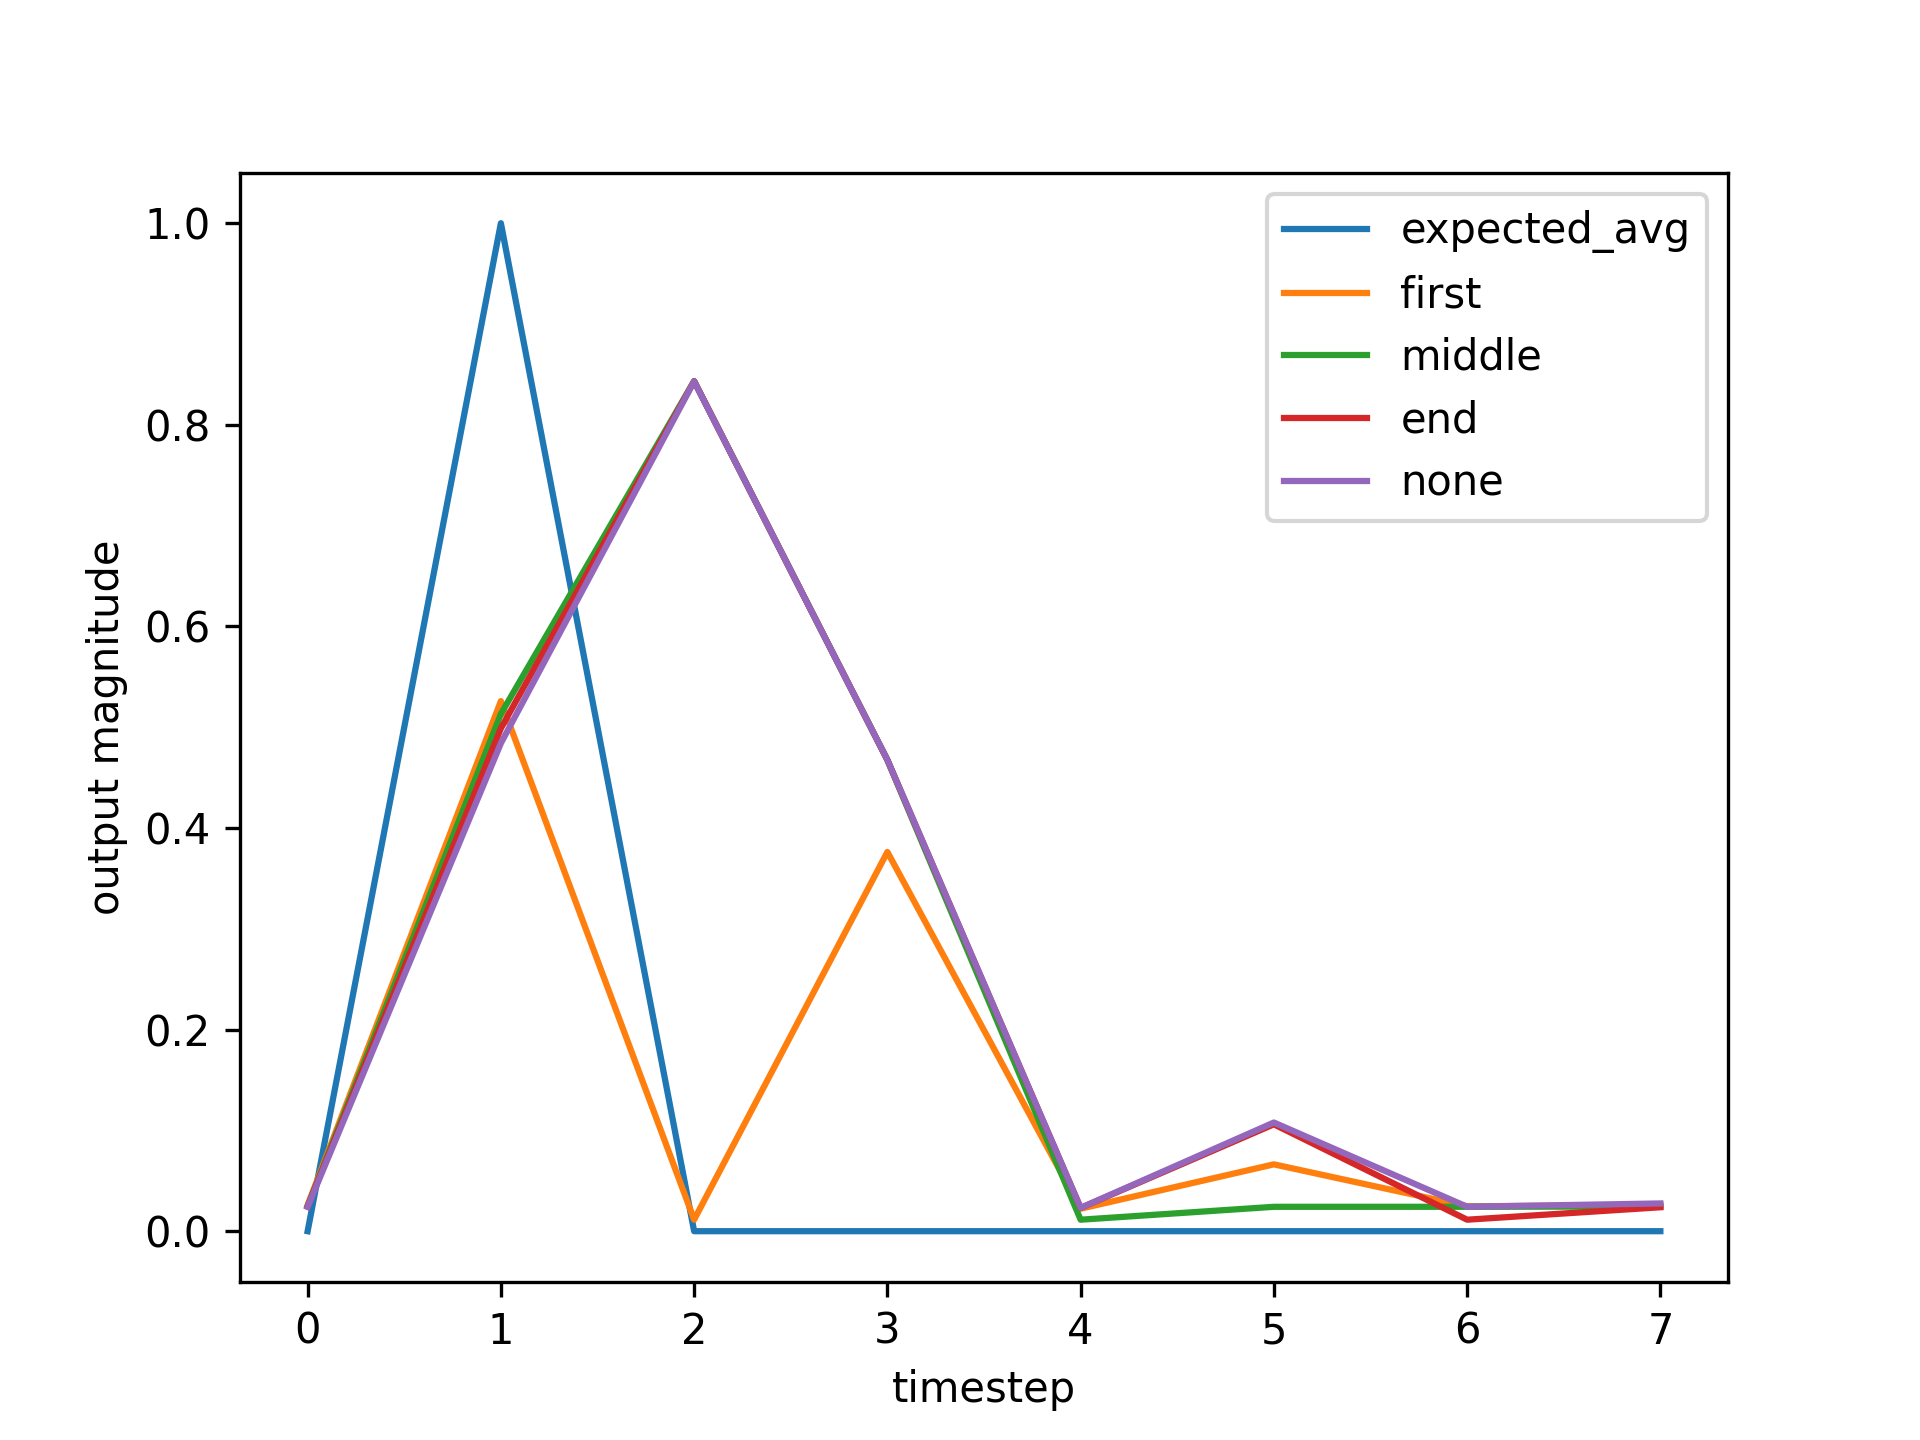 output magnitude
1.0
0.8
0.6
0.4
0.2
0.0
expected_avg
first
middle
end
none
0 1 2 3 4 5 6 7
timestep